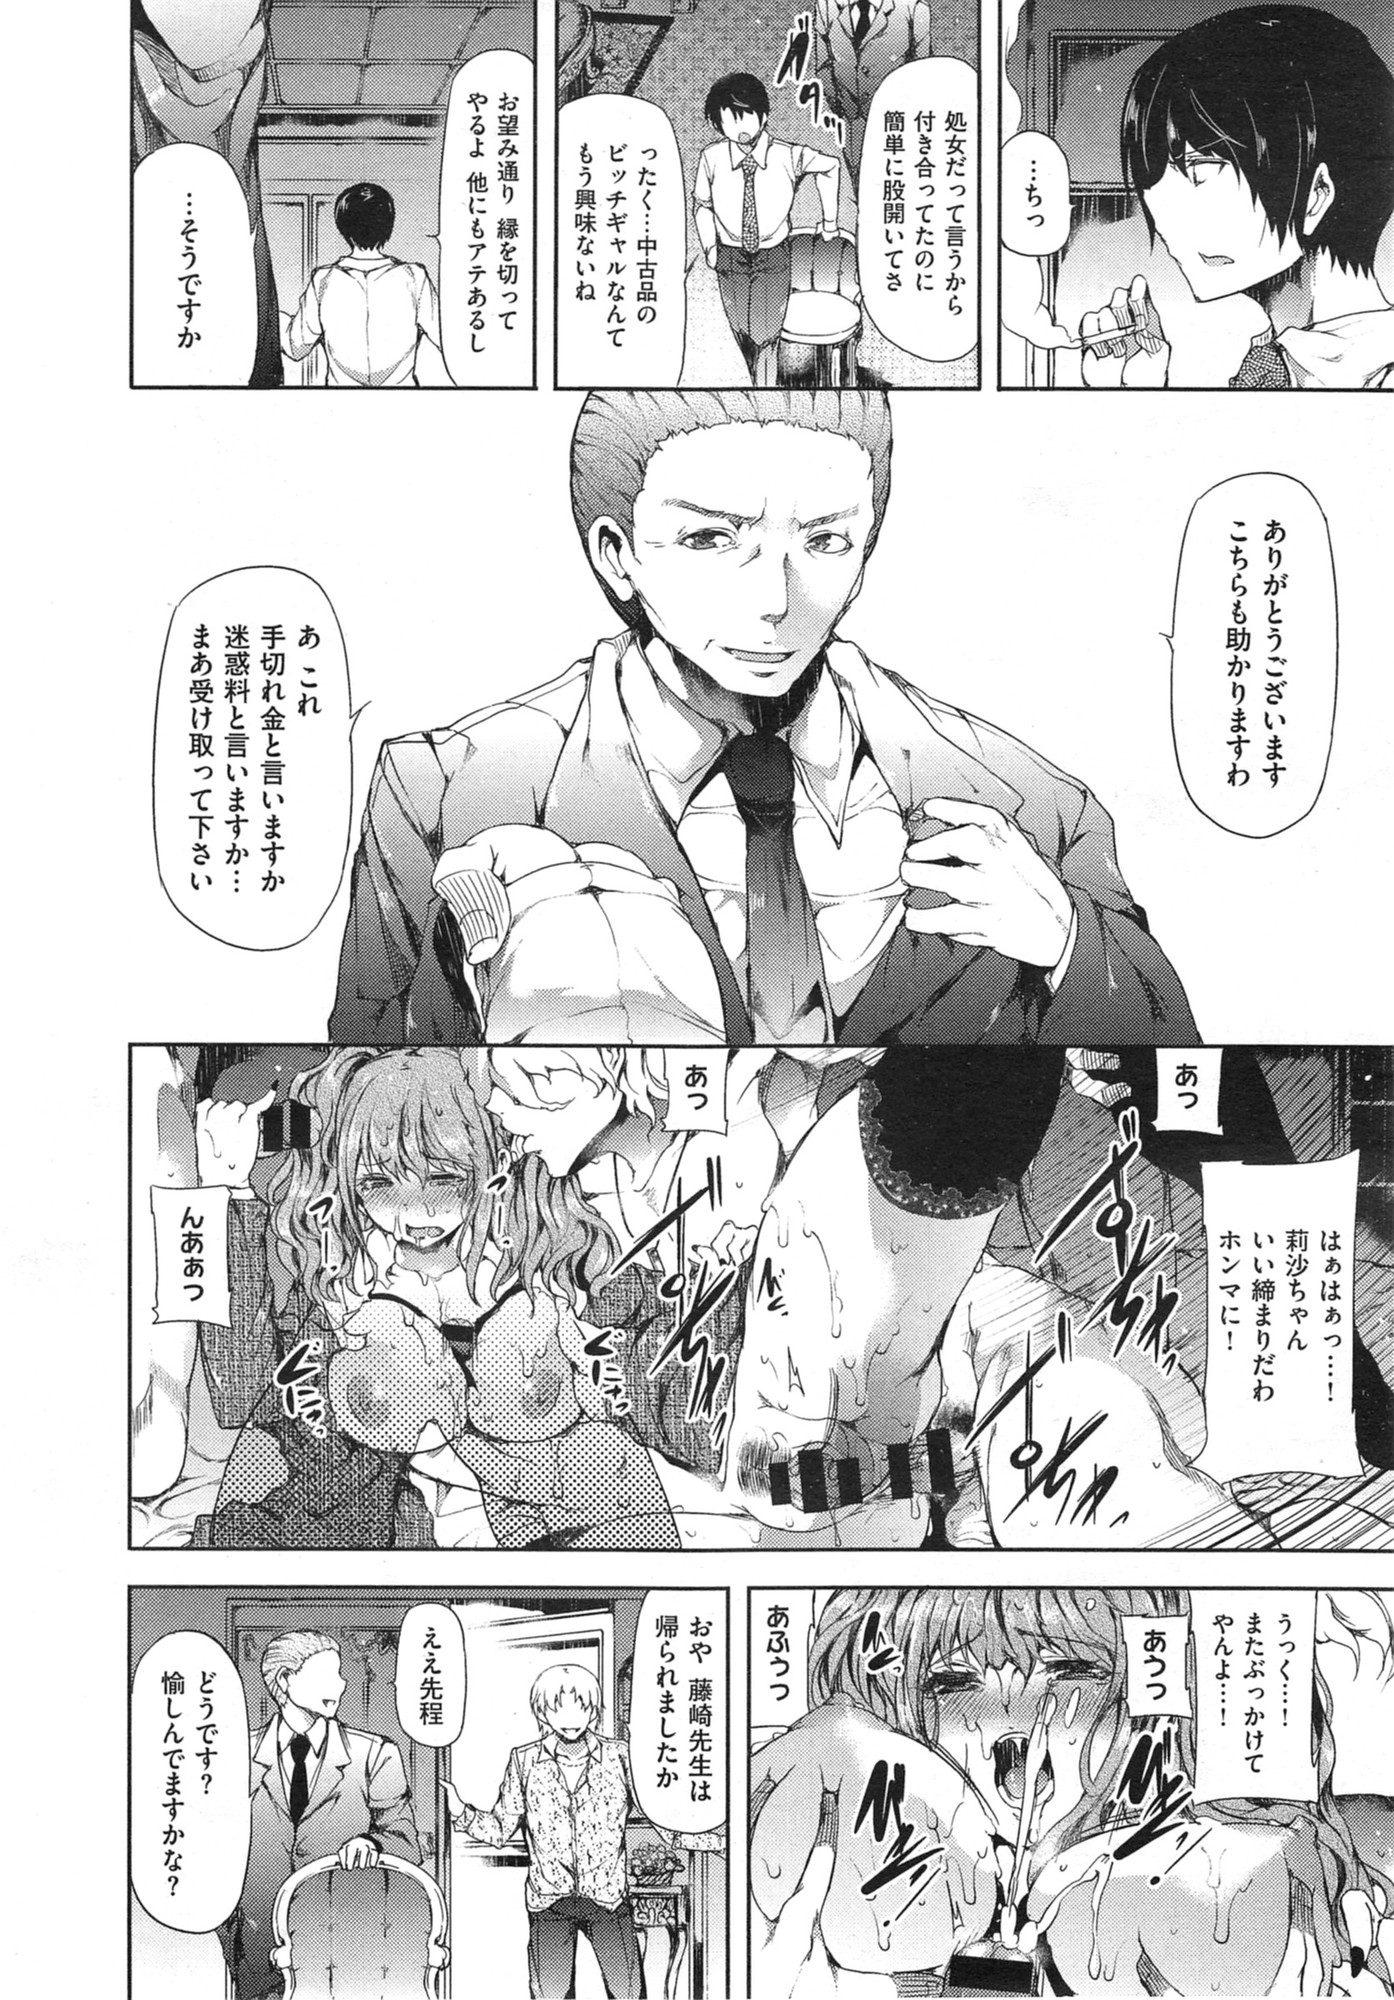 …ちっ
処女だって言うから
付き合ってたのに
簡単に股開いてさ
ガタッ
ったく…中古品の
ビッチギャルなんて
もう興味ないね
お望み通り 縁を切って
やるよ 他にもアテあるし
…そうですか
ありがとうございます
こちらも助かりますわ
あ これ
手切れ金と言いますか
迷惑料と言いますか…
まあ受け取って下さい
あっ
はぁはぁっ…！
莉沙ちゃん
いい締まりだわ
ホンマに！
あっ
んああっ
うっく…！
またぶっかけて
やんよ…！
あうっ
あふうっ
おや 藤崎先生は
帰られましたか
ええ先程
どうです？
愉しんでますかな？